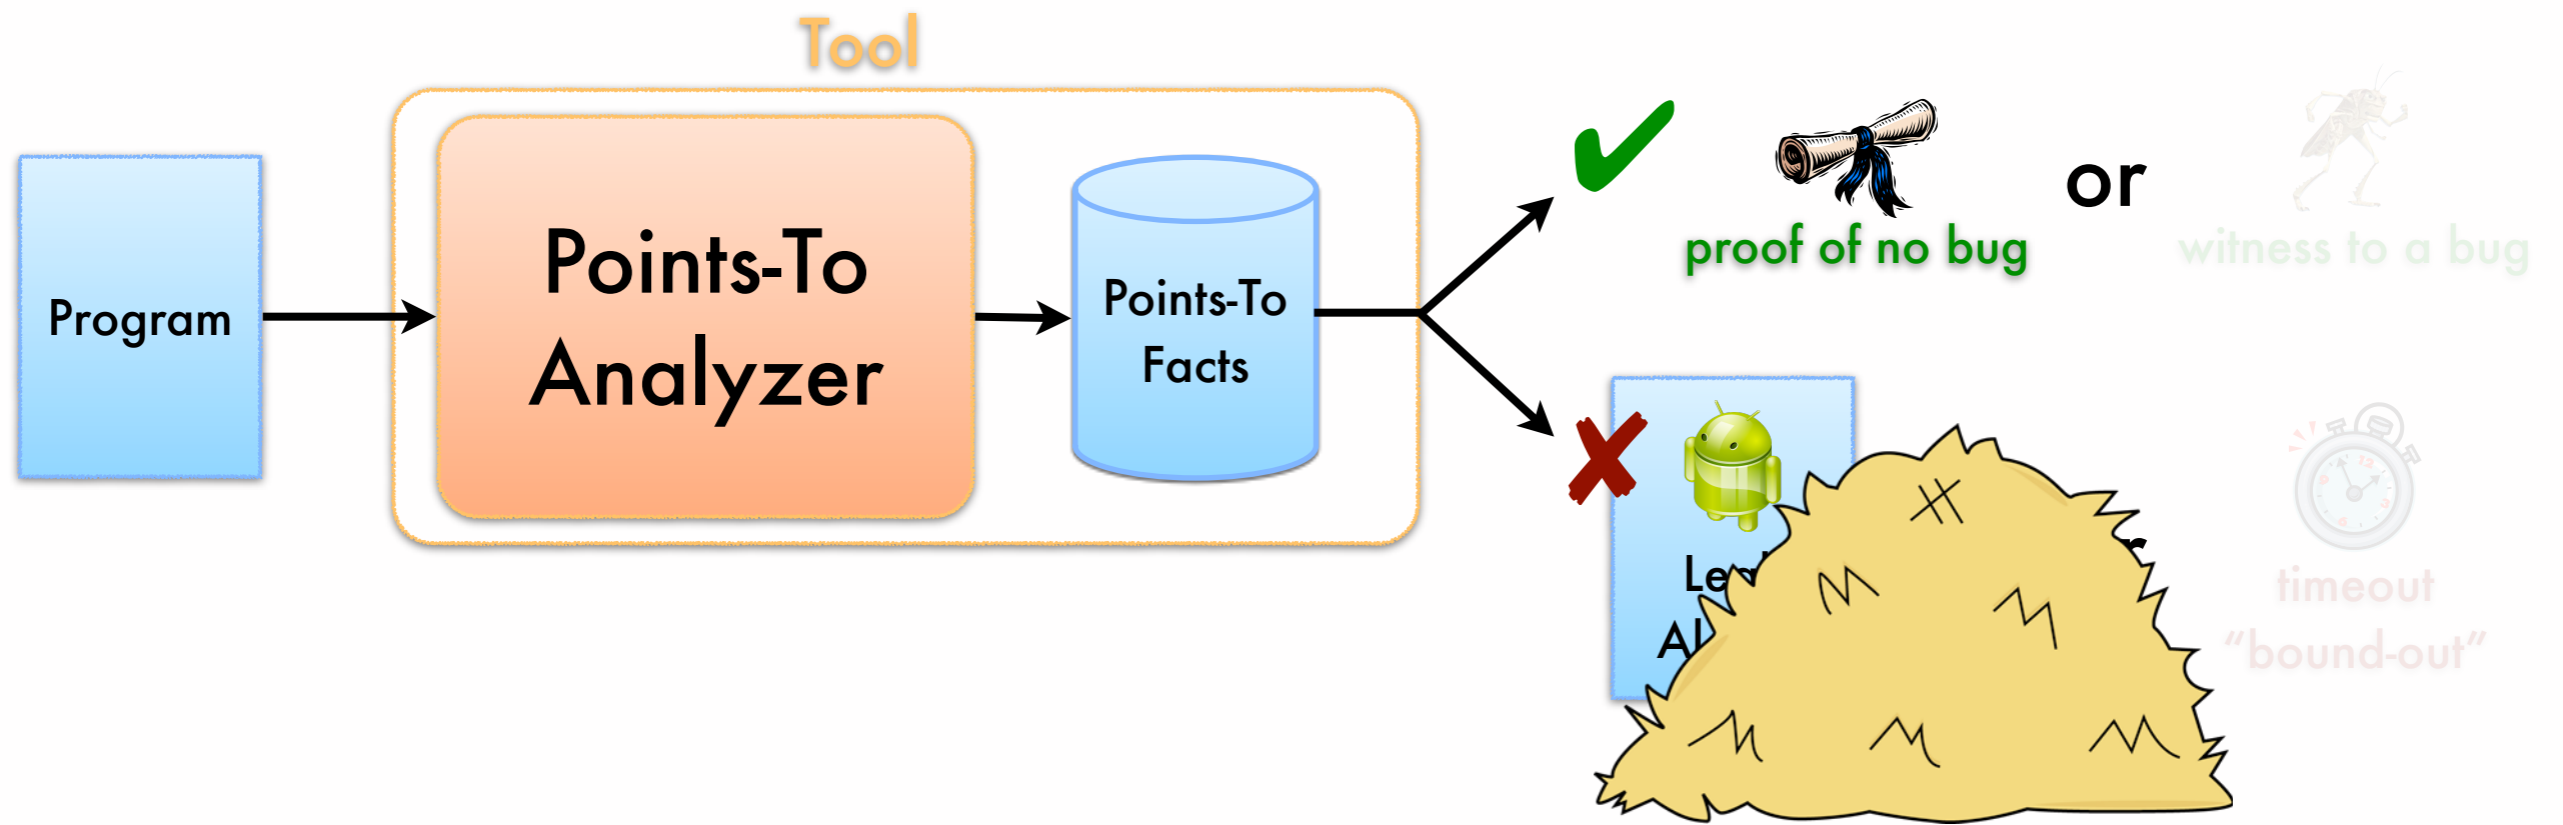 Tool
Program
Points-To
Analyzer
Points-To
Facts
proof of no bug
or
witness to a bug
timeout
“bound-out”